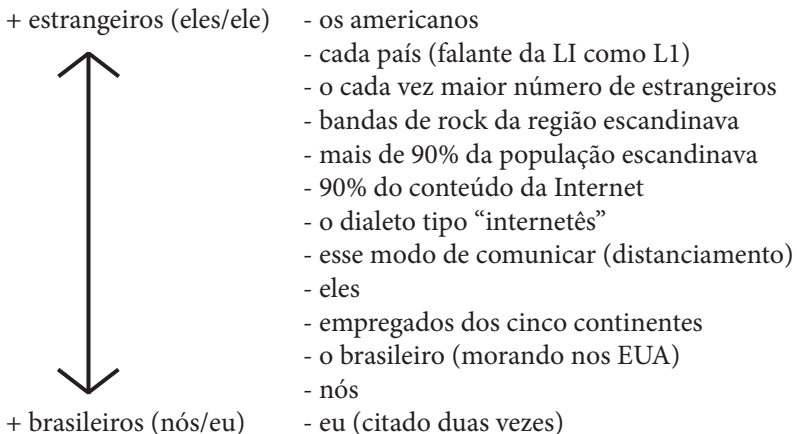 + estrangeiros (eles/ele) - os americanos
- cada país (falante da LI como L1)
- o cada vez maior número de estrangeiros
- bandas de rock da região escandinava
- mais de 90% da população escandinava
- 90% do conteúdo da Internet
- o dialeto tipo “internetês”
- esse modo de comunicar (distanciamento)
- eles
- empregados dos cinco continentes
- o brasileiro (morando nos EUA)
- nós
+ brasileiros (nós/eu) - eu (citado duas vezes)